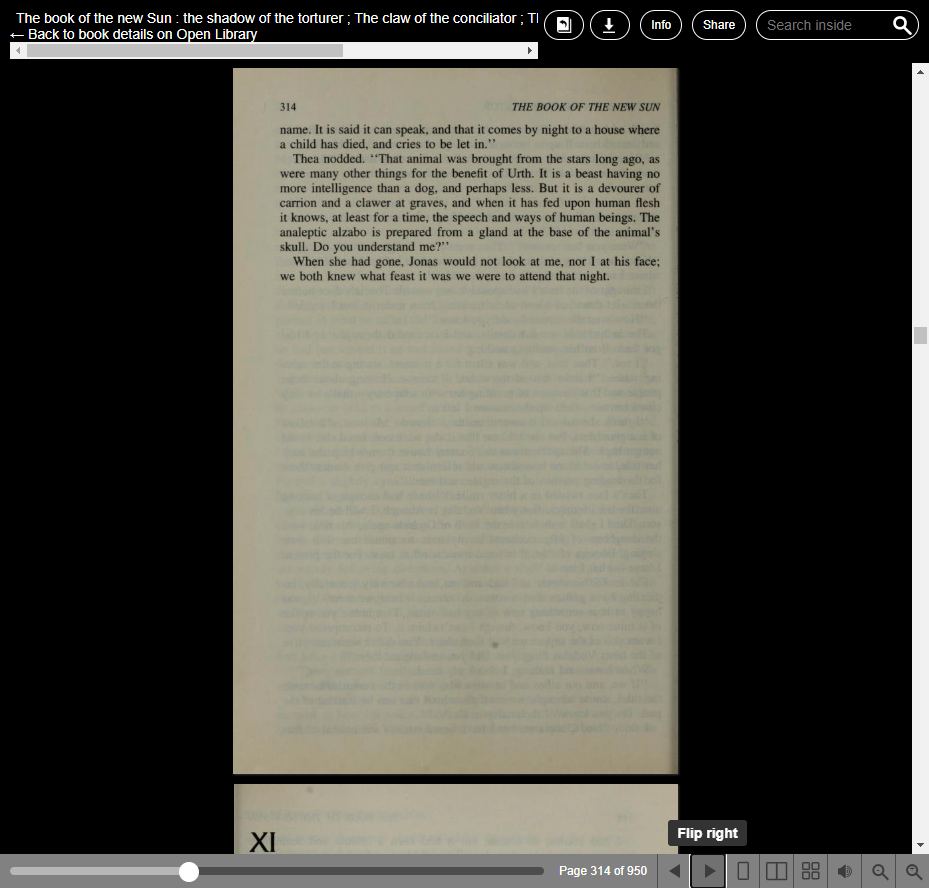 The book of the new Sun : the shadow of the torturer ; The claw of the conciliator ; Tl
← Back to book details on Open Library
Info
Share
Search inside
314
THE BOOK OF THE NEW SUN
name. It is said it can speak, and that it comes by night to a house where
a child has died, and cries to be let in.''
Thea nodded. ''That animal was brought from the stars long ago, as
were many other things for the benefit of Urth. It is a beast having no
more intelligence than a dog, and perhaps less. But it is a devourer of
carrion and a clawer at graves, and when it has fed upon human flesh
it knows, at least for a time, the speech and ways of human beings. The
analeptic alzabo is prepared from a gland at the base of the animal's
skull. Do you understand me?''
When she had gone, Jonas would not look at me, nor I at his face;
we both knew what feast it was we were to attend that night.
XI
Flip right
Page 314 of 950